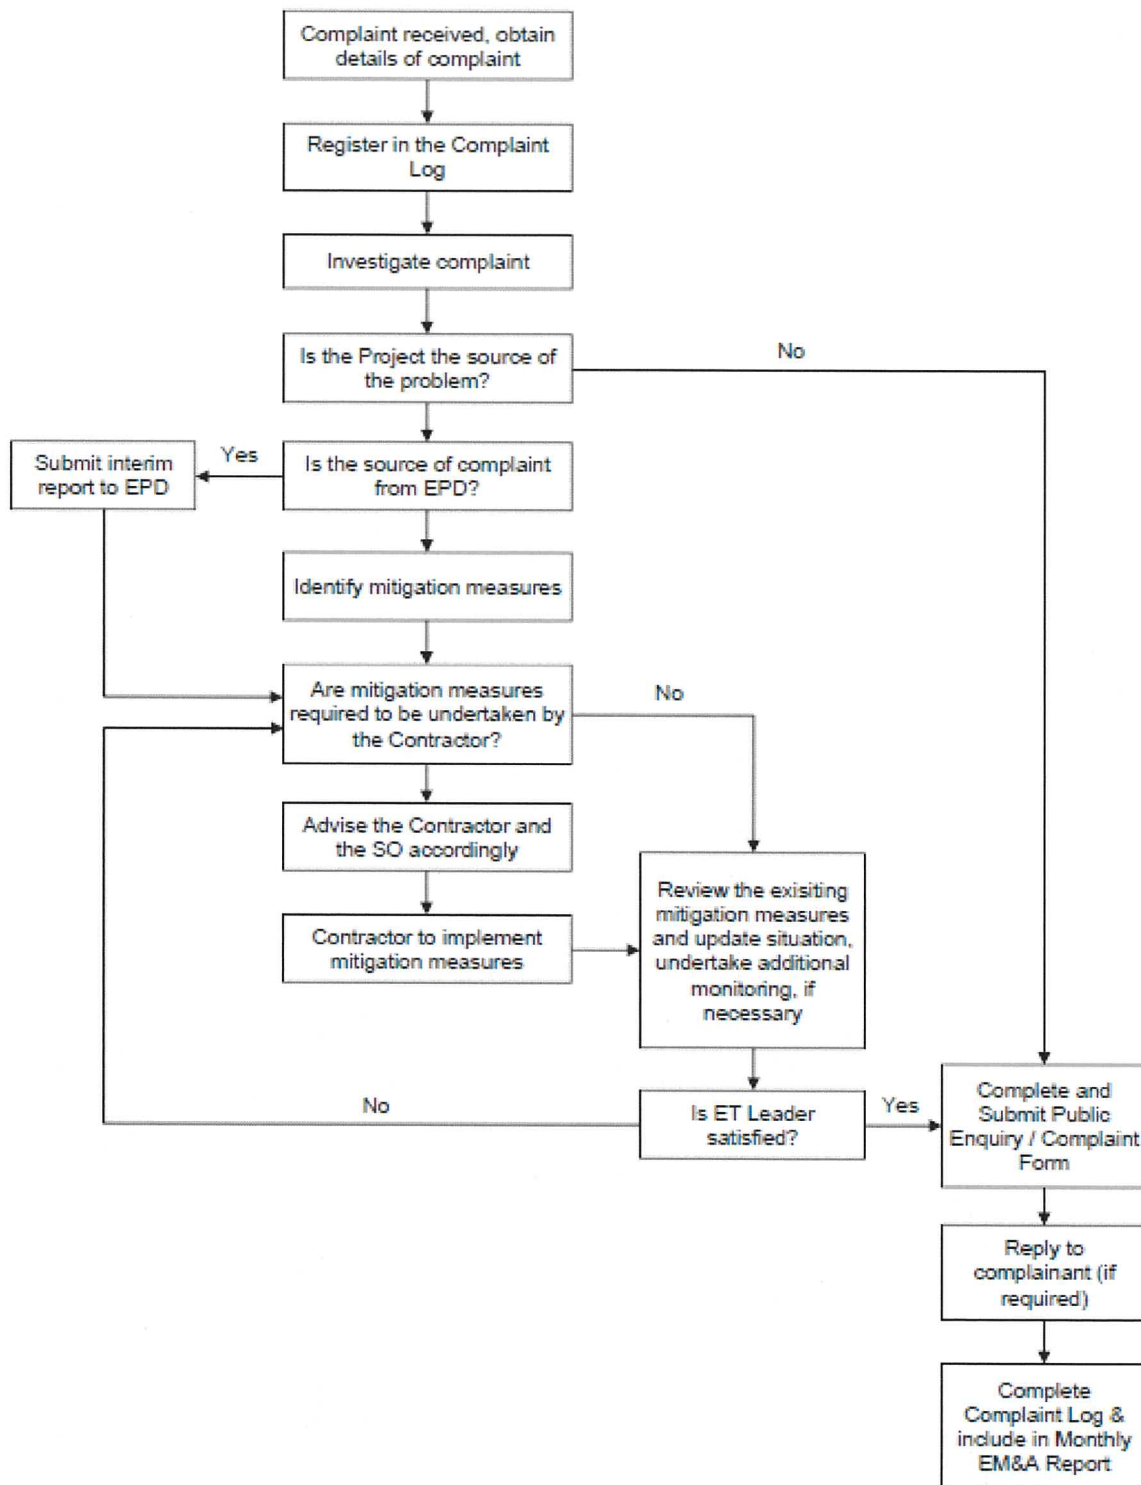 Complaint received, obtain
details of complaint
Register in the Complaint
Log
Investigate complaint
Is the Project the source of
the problem?
No
Submit interim
report to EPD
Yes
Is the source of complaint
from EPD?
Identify mitigation measures
Are mitigation measures
required to be undertaken by
the Contractor?
No
Advise the Contractor and
the SO accordingly
Contractor to implement
mitigation measures
Review the exisiting
mitigation measures
and update situation,
undertake additional
monitoring, if
necessary
No
Is ET Leader
satisfied?
Yes
Complete and
Submit Public
Enquiry / Complaint
Form
Reply to
complainant (if
required)
Complete
Complaint Log &
include in Monthly
EM&A Report